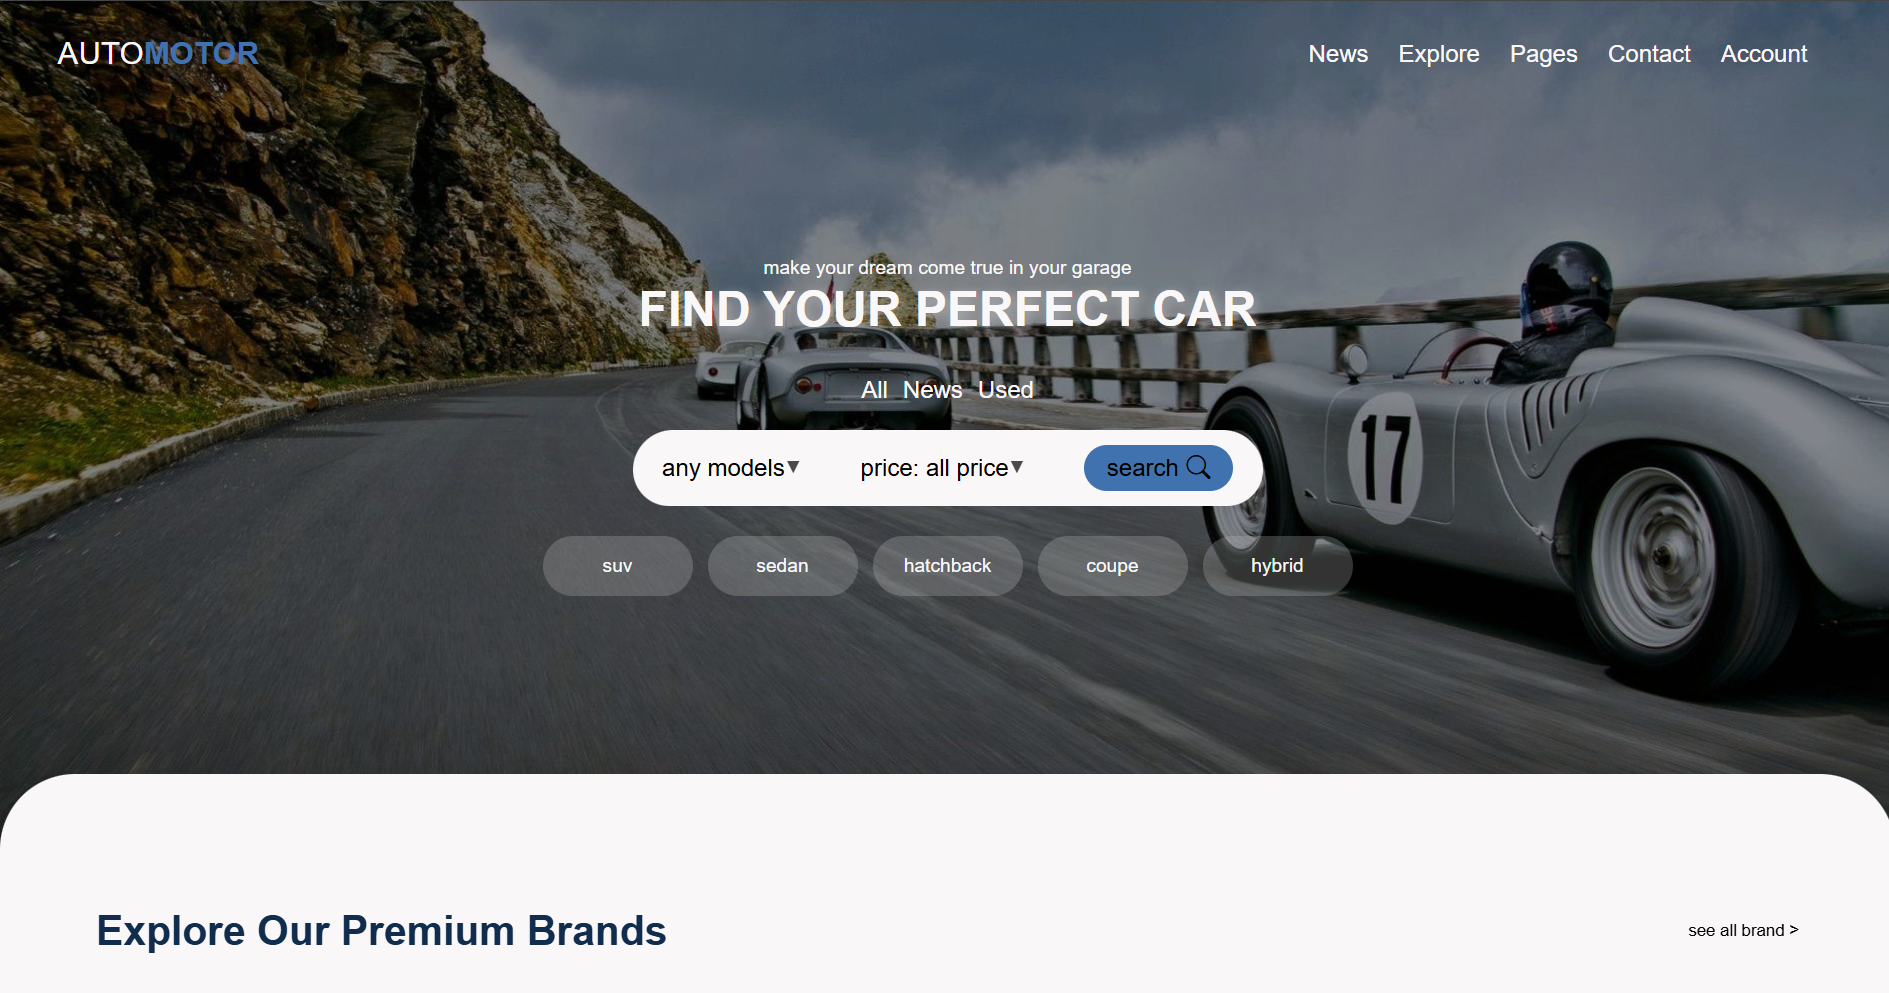 AUTOMOTOR
News Explore Pages Contact Account
make your dream come true in your garage
FIND YOUR PERFECT CAR
All News Used
any models▼ price: all price▼ search
suv sedan hatchback coupe hybrid
17
Explore Our Premium Brands
see all brand >